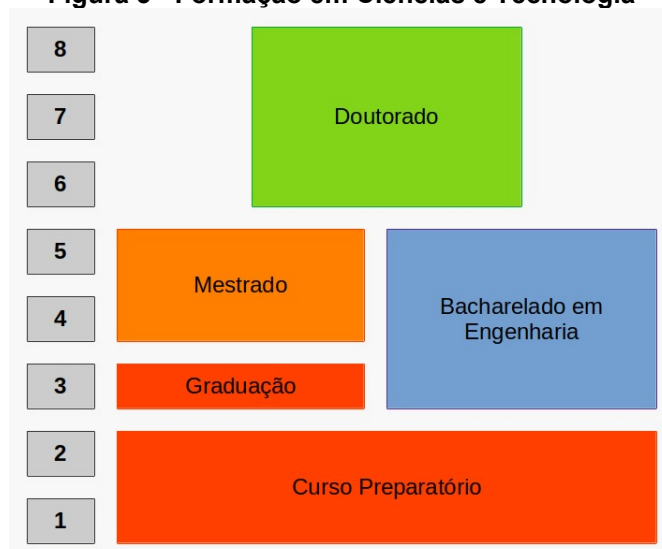 Figura - Formação em Ciências e Tecnologia
8
7
Doutorado
6
5
Mestrado
4
Bacharelado em
Engenharia
3
Graduação
2
Curso Preparatório
1